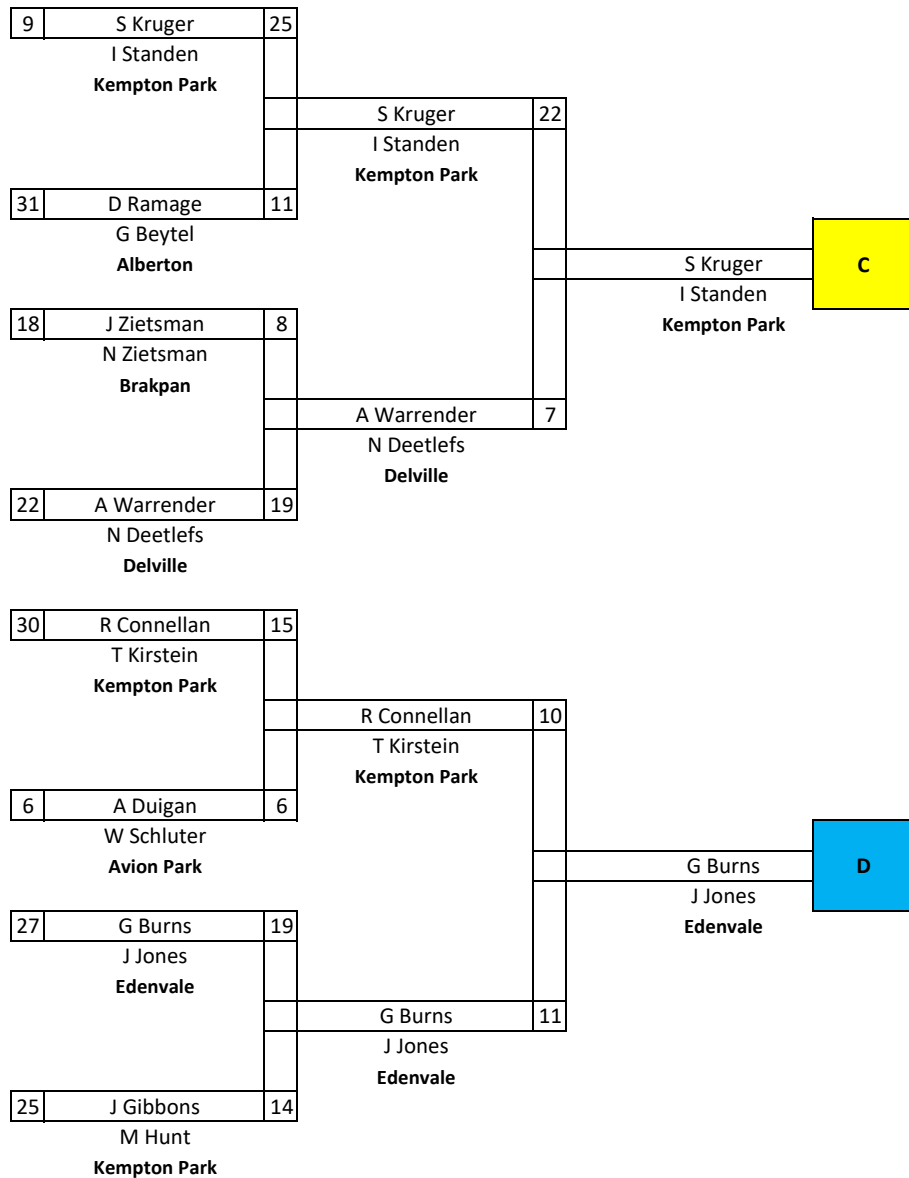 9 S Kruger 25
I Standen
Kempton Park
S Kruger 22
I Standen
Kempton Park
31 D Ramage 11
G Beytel
Alberton
S Kruger C
I Standen
Kempton Park
18 J Zietsman 8
N Zietsman
Brakpan
A Warrender 7
N Deetlefs
Delville
22 A Warrender 19
N Deetlefs
Delville
30 R Connellan 15
T Kirstein
Kempton Park
R Connellan 10
T Kirstein
Kempton Park
6 A Duigan 6
W Schluter
Avion Park
G Burns D
J Jones
Edenvale
27 G Burns 19
J Jones
Edenvale
G Burns 11
J Jones
Edenvale
25 J Gibbons 14
M Hunt
Kempton Park